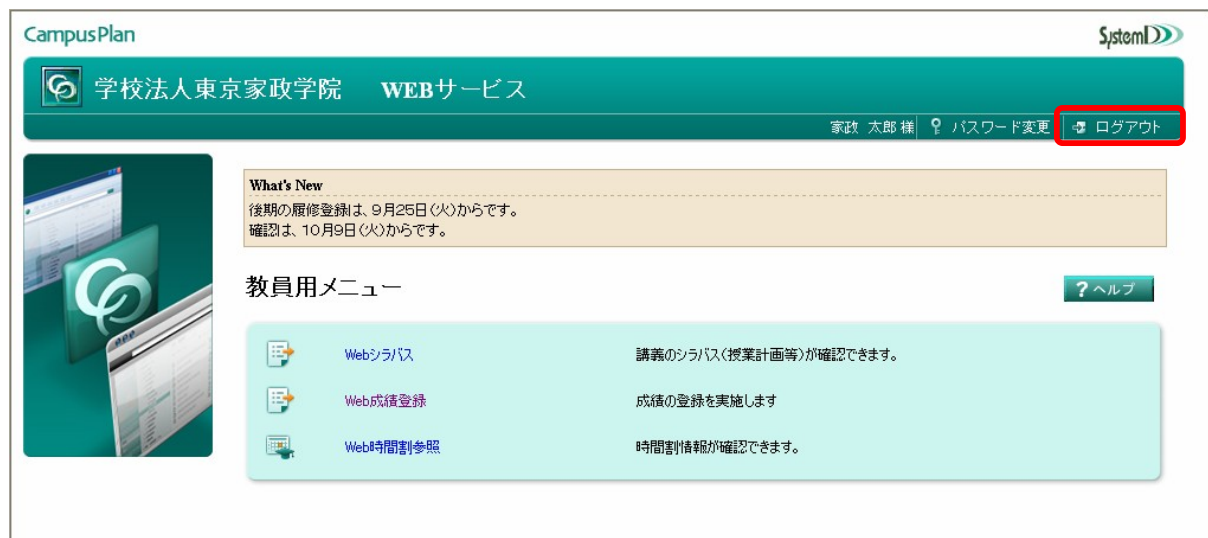 CampusPlan
SystemD
学校法人東京家政学院 WEBサービス
家政 太郎 様 パスワード変更 ログアウト
What's New
後期の履修登録は、9月25日(火)からです。
確認は、10月9日(火)からです。
教員用メニュー
? ヘルプ
Webシラバス 講義のシラバス(授業計画等)が確認できます。
Web成績登録 成績の登録を実施します
Web時間割参照 時間割情報が確認できます。